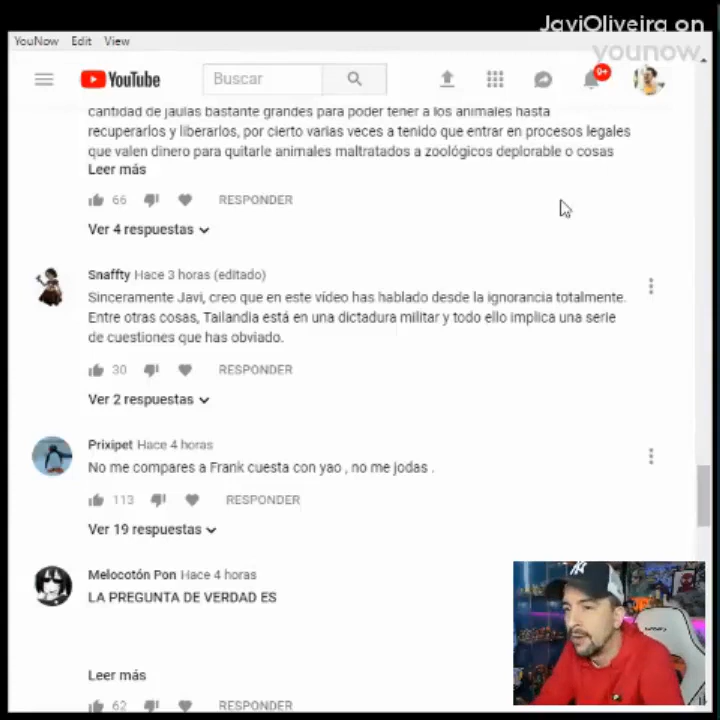 JaviOliveira on
younow
YouNow Edit View
YouTube
Buscar
9+
cantidad de jaulas bastante grandes para poder tener a los animales hasta
recuperarlos y liberarlos, por cierto varias veces a tenido que entrar en procesos legales
que valen dinero para quitarle animales maltratados a zoológicos deplorable o cosas
Leer más
66 RESPONDER
Ver 4 respuestas
Snaffty Hace 3 horas (editado)
Sinceramente Javi, creo que en este vídeo has hablado desde la ignorancia totalmente.
Entre otras cosas, Tailandia está en una dictadura militar y todo ello implica una serie
de cuestiones que has obviado.
30 RESPONDER
Ver 2 respuestas
Prixipet Hace 4 horas
No me compares a Frank cuesta con yao , no me jodas .
113 RESPONDER
Ver 19 respuestas
Melocotón Pon Hace 4 horas
LA PREGUNTA DE VERDAD ES
Leer más
62 RESPONDER